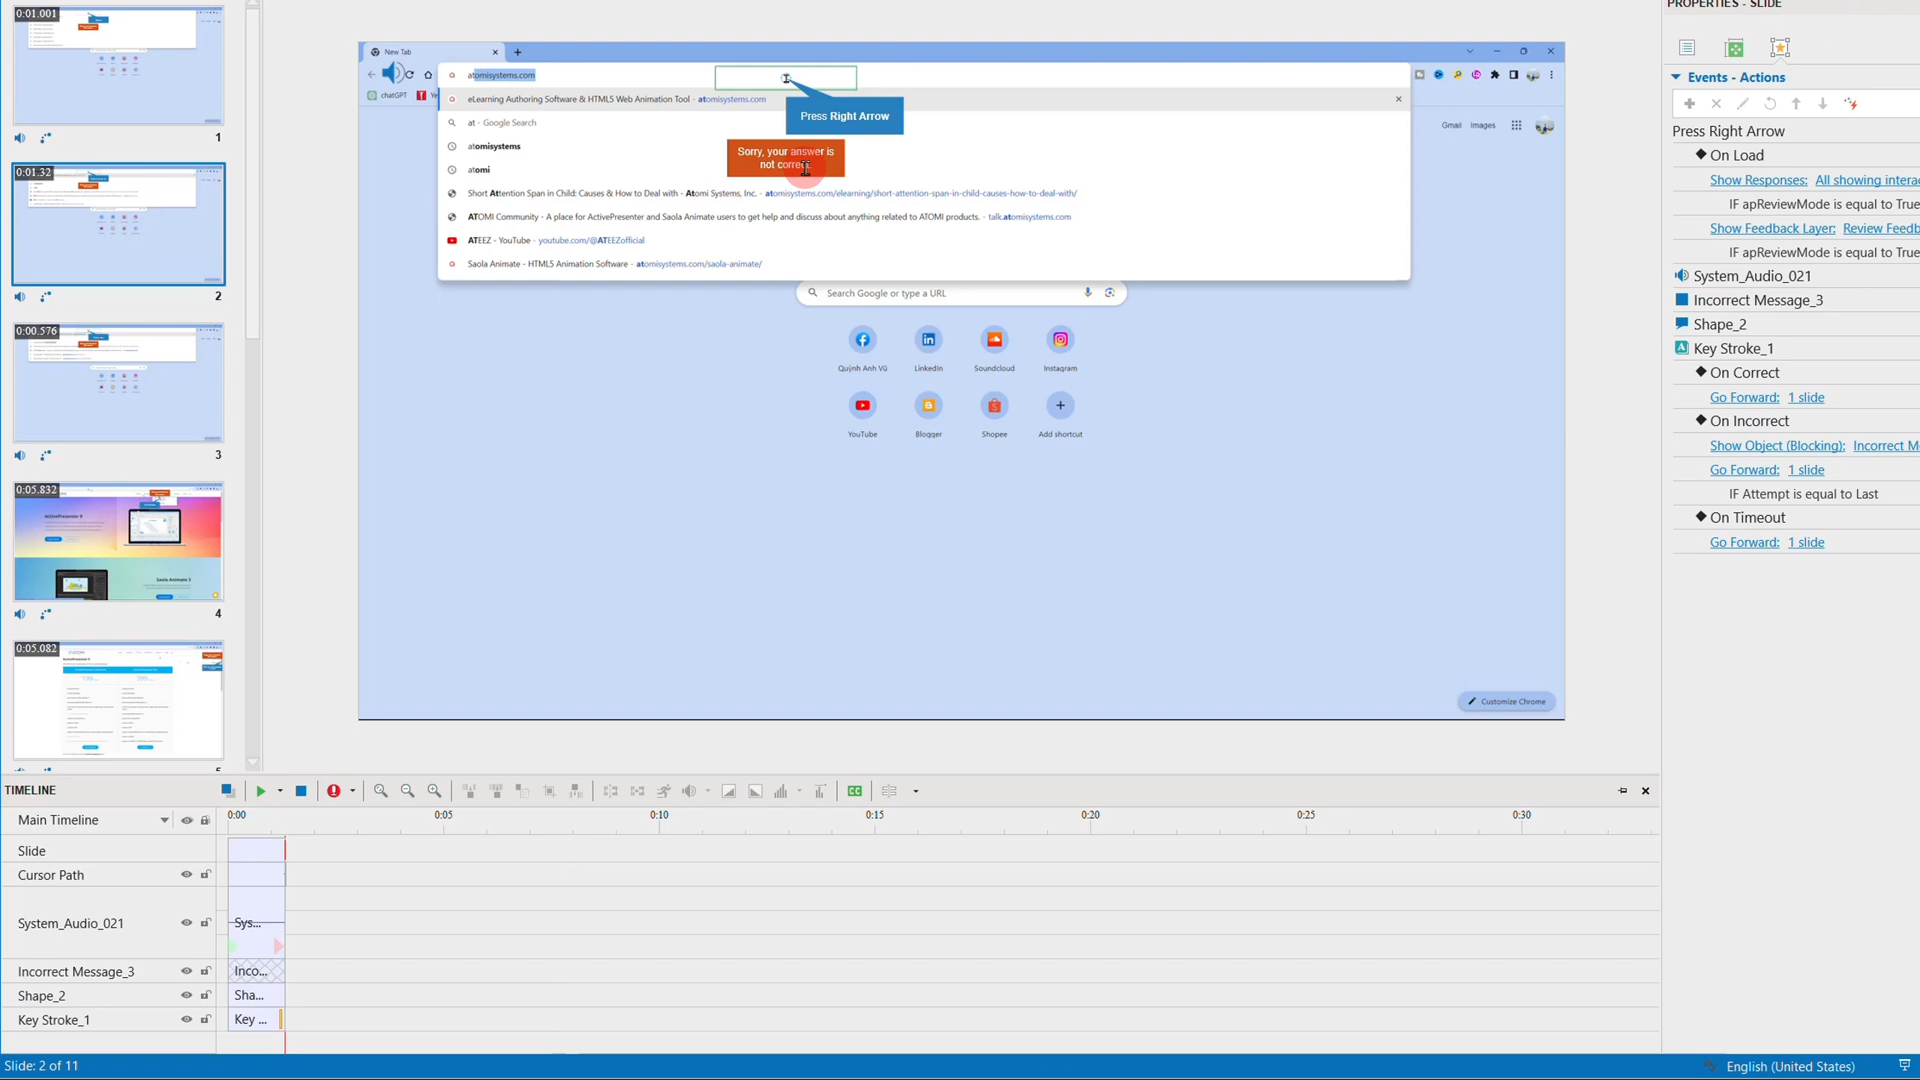 PROPERTIES - SLIDE
0:01.001
1
0:01.32
2
0:00.576
3
0:05.832
ActivePresenter 9
Saola Animate 3
4
0:05.082
ATOMI
ActivePresenter 9
New Tab
atomisystems.com
chatGPT
eLearning Authoring Software & HTML5 Web Animation Tool - atomisystems.com
at - Google Search
atomisystems
atomi
Short Attention Span in Child: Causes & How to Deal with - Atomi Systems, Inc. - atomisystems.com/elearning/short-attention-span-in-child-causes-how-to-deal-with/
ATOMI Community - A place for ActivePresenter and Saola Animate users to get help and discuss about anything related to ATOMI products. - talk.atomisystems.com
ATEEZ - YouTube - youtube.com/@ATEEZofficial
Saola Animate - HTML5 Animation Software - atomisystems.com/saola-animate/
Press Right Arrow
Sorry, your answer is
not correct
Gmail Images
Search Google or type a URL
Quỳnh Anh Vũ LinkedIn Soundcloud Instagram
YouTube Blogger Shopee Add shortcut
Customize Chrome
Events - Actions
Press Right Arrow
On Load
Show Responses: All showing intera
IF apReviewMode is equal to True
Show Feedback Layer: Review Feedb
IF apReviewMode is equal to True
System_Audio_021
Incorrect Message_3
Shape_2
Key Stroke_1
On Correct
Go Forward: 1 slide
On Incorrect
Show Object (Blocking): Incorrect M
Go Forward: 1 slide
IF Attempt is equal to Last
On Timeout
Go Forward: 1 slide
TIMELINE
CC
Main Timeline
0:00 0:05 0:10 0:15 0:20 0:25 0:30
Slide
Cursor Path
System_Audio_021
Sys...
Incorrect Message_3
Inco...
Shape_2
Sha...
Key Stroke_1
Key ...
Slide: 2 of 11
English (United States)